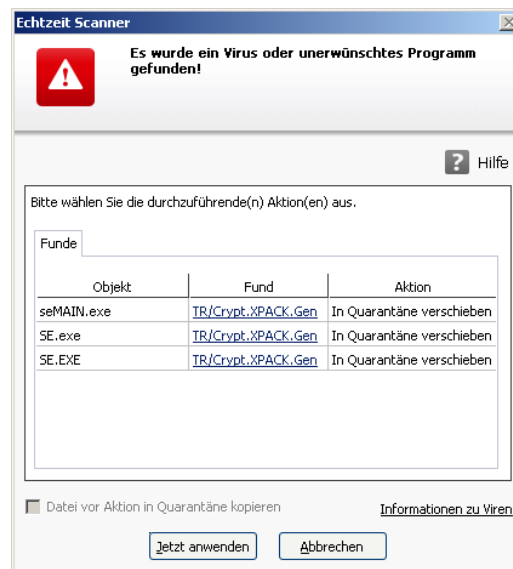 Echtzeit Scanner
Es wurde ein Virus oder unerwünschtes Programm
gefunden!
? Hilfe
Bitte wählen Sie die durchzuführende(n) Aktion(en) aus.
Funde
Objekt Fund Aktion
seMAIN.exe TR/Crypt.XPACK.Gen In Quarantäne verschieben
SE.exe TR/Crypt.XPACK.Gen In Quarantäne verschieben
SE.EXE TR/Crypt.XPACK.Gen In Quarantäne verschieben
Datei vor Aktion in Quarantäne kopieren Informationen zu Viren
Jetzt anwenden Abbrechen